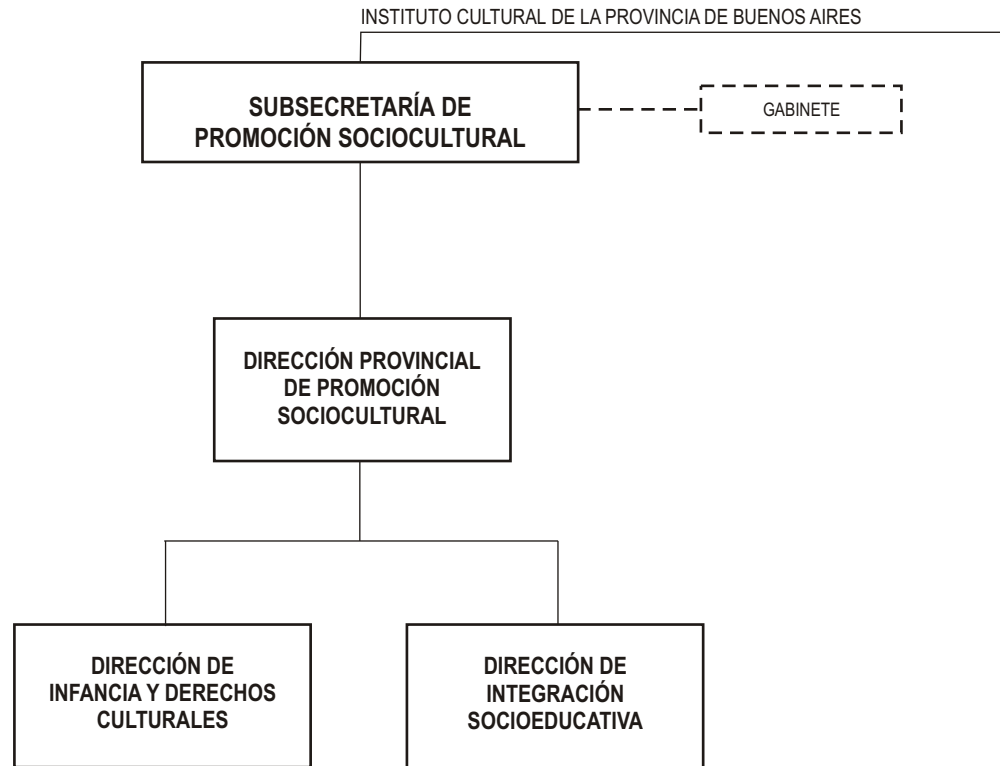 INSTITUTO CULTURAL DE LA PROVINCIA DE BUENOS AIRES
SUBSECRETARÍA DE
PROMOCIÓN SOCIOCULTURAL
GABINETE
DIRECCIÓN PROVINCIAL
DE PROMOCIÓN
SOCIOCULTURAL
DIRECCIÓN DE
INFANCIA Y DERECHOS
CULTURALES
DIRECCIÓN DE
INTEGRACIÓN
SOCIOEDUCATIVA